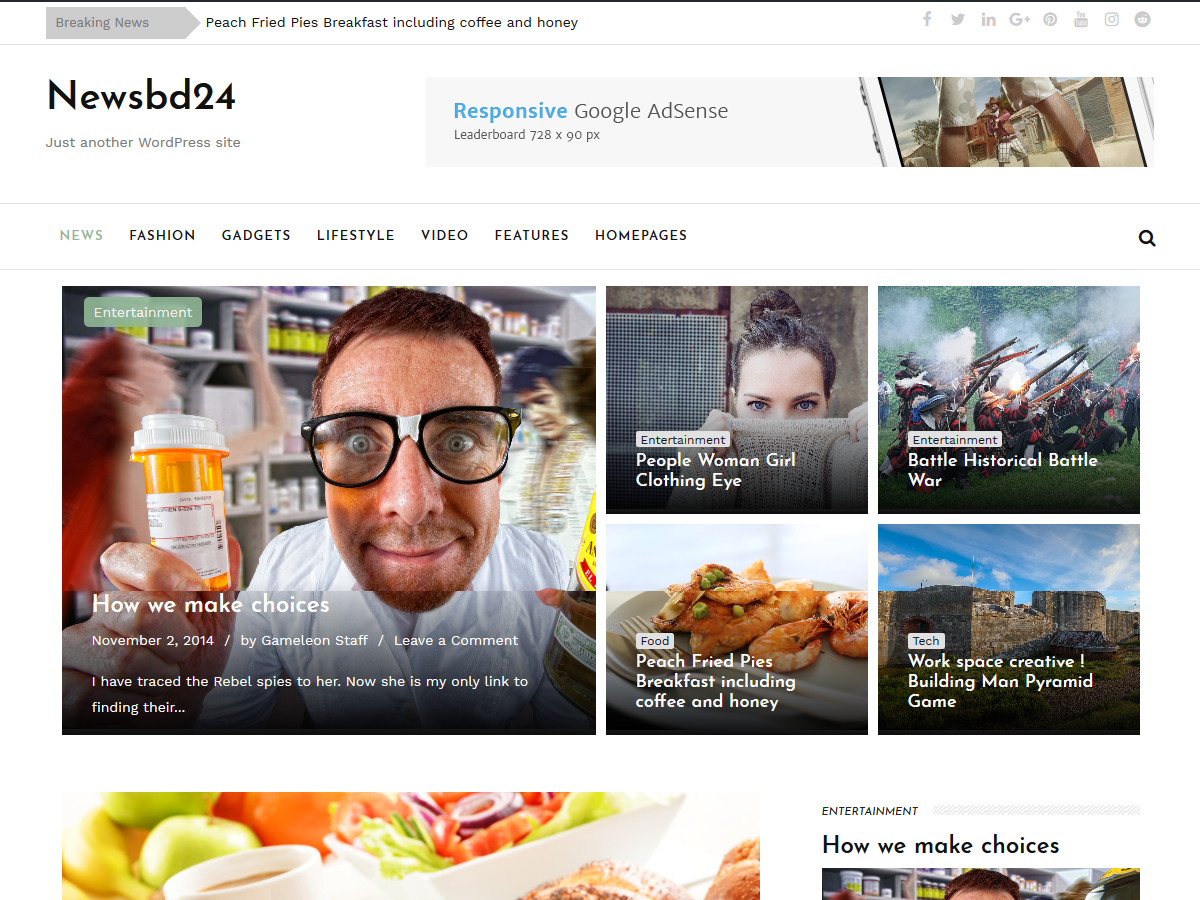 Breaking News
Peach Fried Pies Breakfast including coffee and honey
Newsbd24
Just another WordPress site
Responsive Google AdSense
Leaderboard 728 x 90 px
NEWS FASHION GADGETS LIFESTYLE VIDEO FEATURES HOMEPAGES
Entertainment
How we make choices
November 2, 2014 / by Gameleon Staff / Leave a Comment
I have traced the Rebel spies to her. Now she is my only link to
finding their...
Entertainment
People Woman Girl
Clothing Eye
Entertainment
Battle Historical Battle
War
Food
Peach Fried Pies
Breakfast including
coffee and honey
Tech
Work space creative !
Building Man Pyramid
Game
ENTERTAINMENT
How we make choices